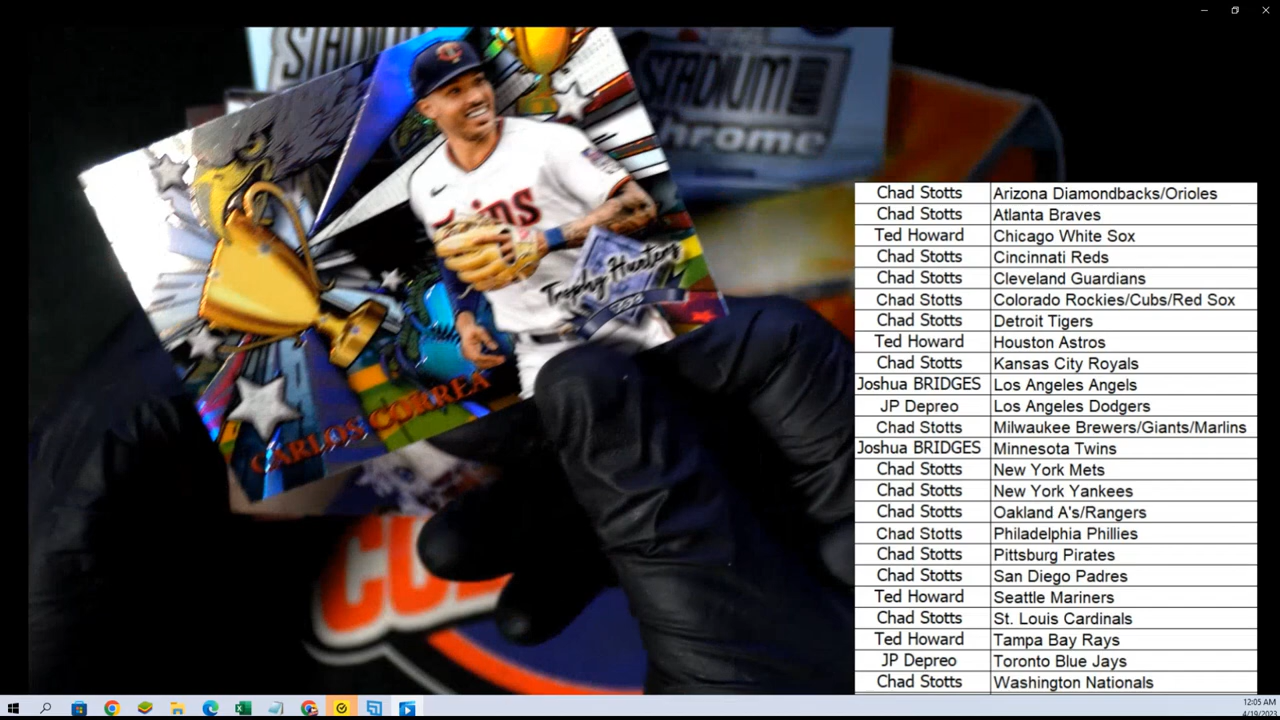 STADIUM
STADIUM CLUB
chrome
Twins
Trophy Hunters
CARLOS CORREA
Chad Stotts Arizona Diamondbacks/Orioles
Chad Stotts Atlanta Braves
Ted Howard Chicago White Sox
Chad Stotts Cincinnati Reds
Chad Stotts Cleveland Guardians
Chad Stotts Colorado Rockies/Cubs/Red Sox
Chad Stotts Detroit Tigers
Ted Howard Houston Astros
Chad Stotts Kansas City Royals
Joshua BRIDGES Los Angeles Angels
JP Depreo Los Angeles Dodgers
Chad Stotts Milwaukee Brewers/Giants/Marlins
Joshua BRIDGES Minnesota Twins
Chad Stotts New York Mets
Chad Stotts New York Yankees
Chad Stotts Oakland A's/Rangers
Chad Stotts Philadelphia Phillies
Chad Stotts Pittsburg Pirates
Chad Stotts San Diego Padres
Ted Howard Seattle Mariners
Chad Stotts St. Louis Cardinals
Ted Howard Tampa Bay Rays
JP Depreo Toronto Blue Jays
Chad Stotts Washington Nationals
12:05 AM
4/19/2023